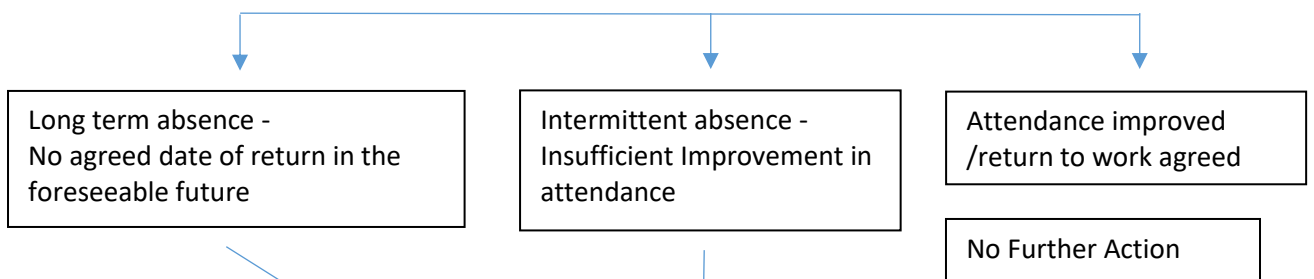 Long term absence -
No agreed date of return in the
foreseeable future
Intermittent absence -
Insufficient Improvement in
attendance
Attendance improved
/return to work agreed
No Further Action